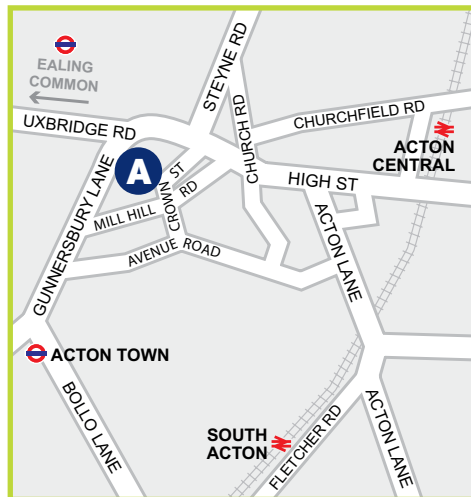 EALING
COMMON
STEYNE RD
UXBRIDGE RD
CHURCH RD
CHURCHFIELD RD
ACTON
CENTRAL
A
HIGH ST
CROWN ST
MILL HILL RD
GUNNERSBURY LANE
AVENUE ROAD
ACTON LANE
ACTON TOWN
BOLLO LANE
SOUTH
ACTON
FLETCHER RD
ACTON LANE